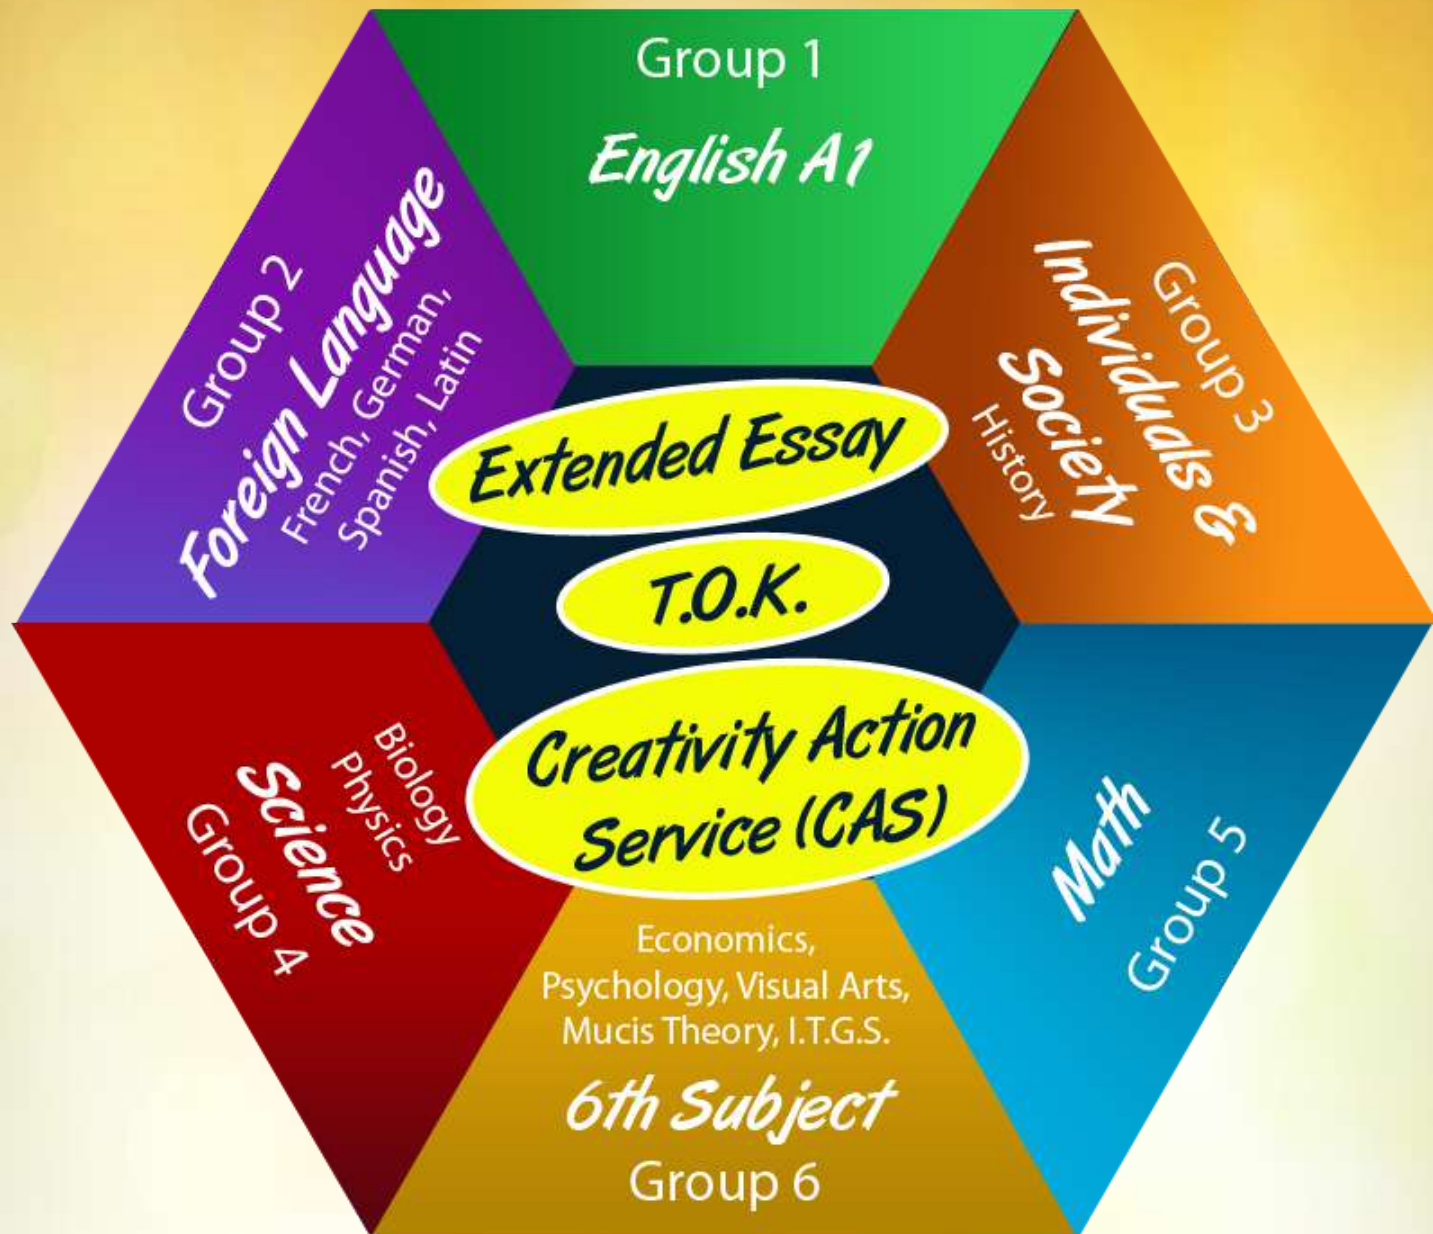 Group 1
English A1
Group 2
Foreign Language
French, German,
Spanish, Latin
Group 3
Individuals &
Society
History
Extended Essay
T.O.K.
Creativity Action
Service (CAS)
Biology
Physics
Science
Group 4
Math
Group 5
Economics,
Psychology, Visual Arts,
Mucis Theory, I.T.G.S.
6th Subject
Group 6